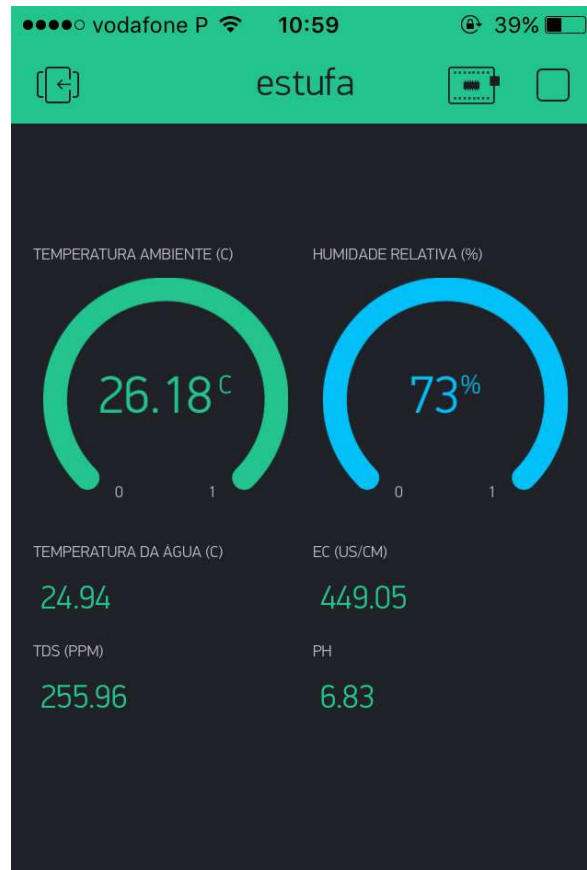 vodafone P 10:59 39%
estufa
TEMPERATURA AMBIENTE (C) HUMIDADE RELATIVA (%)
26.18 C 73%
0 1 0 1
TEMPERATURA DA ÁGUA (C) EC (US/CM)
24.94 449.05
TDS (PPM) PH
255.96 6.83